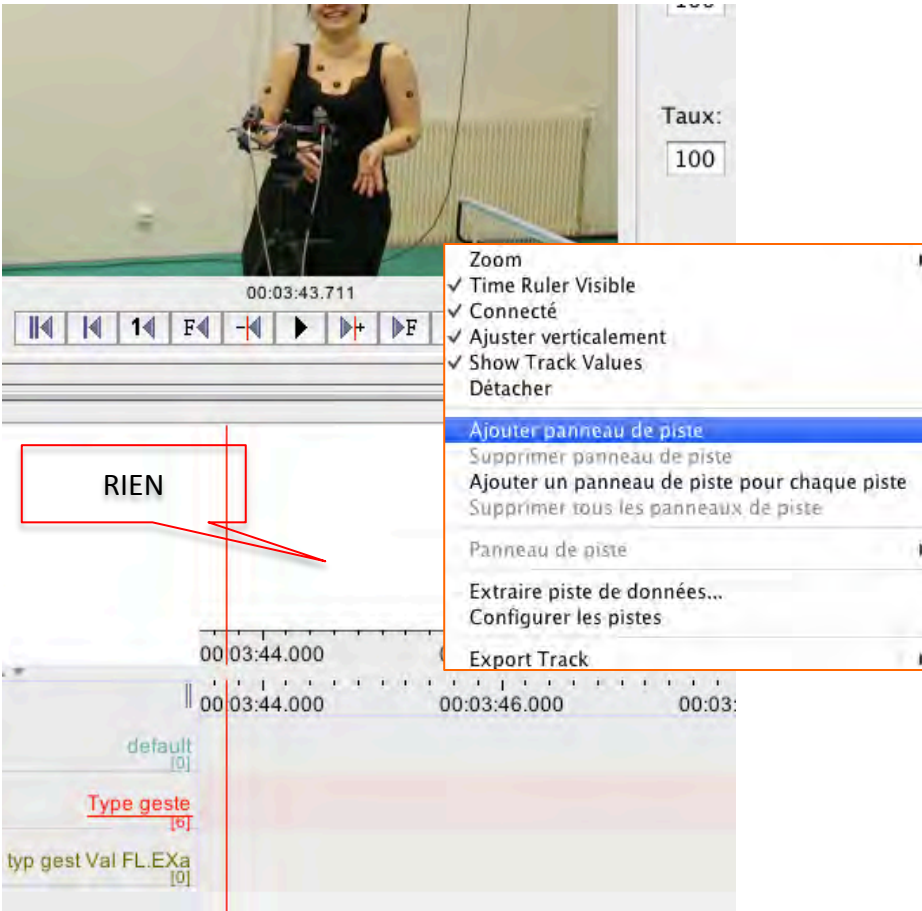 Taux:
100
00:03:43.711
1
F
-
+
F
Zoom
✓ Time Ruler Visible
✓ Connecté
✓ Ajuster verticalement
✓ Show Track Values
Détacher
Ajouter panneau de piste
Supprimer panneau de piste
Ajouter un panneau de piste pour chaque piste
Supprimer tous les panneaux de piste
Panneau de piste
Extraire piste de données...
Configurer les pistes
Export Track
RIEN
00:03:44.000
00:03:44.000 00:03:46.000 00:03:
default
[0]
Type geste
[6]
typ gest Val FL.EXa
[0]